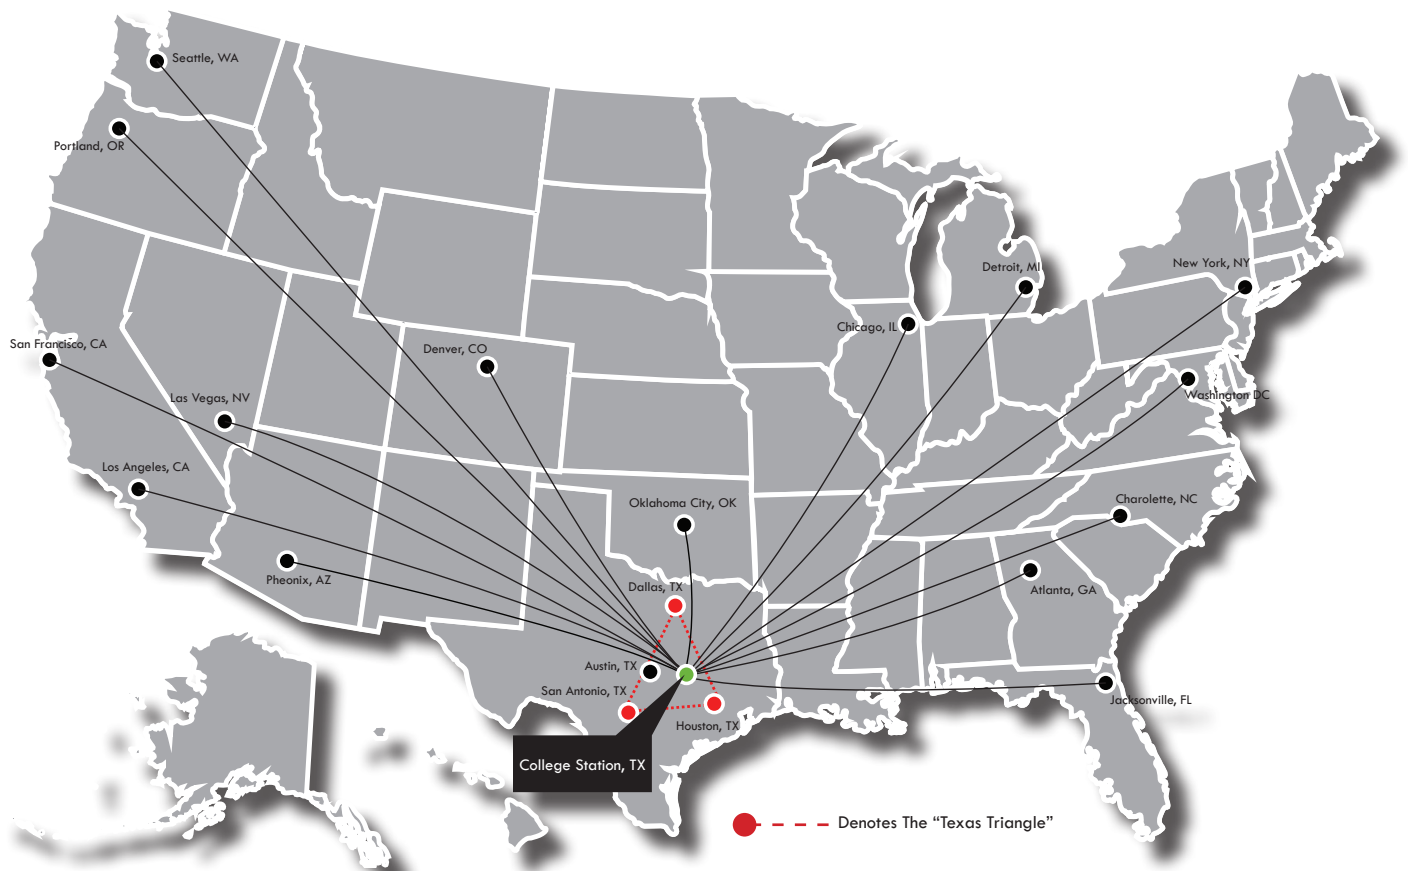 Seattle, WA
Portland, OR
New York, NY
Detroit, MI
Chicago, IL
San Francisco, CA
Denver, CO
Washington DC
Las Vegas, NV
Los Angeles, CA
Charolette, NC
Oklahoma City, OK
Pheonix, AZ
Dallas, TX
Atlanta, GA
Austin, TX
San Antonio, TX
Jacksonville, FL
Houston, TX
College Station, TX
Denotes The “Texas Triangle”